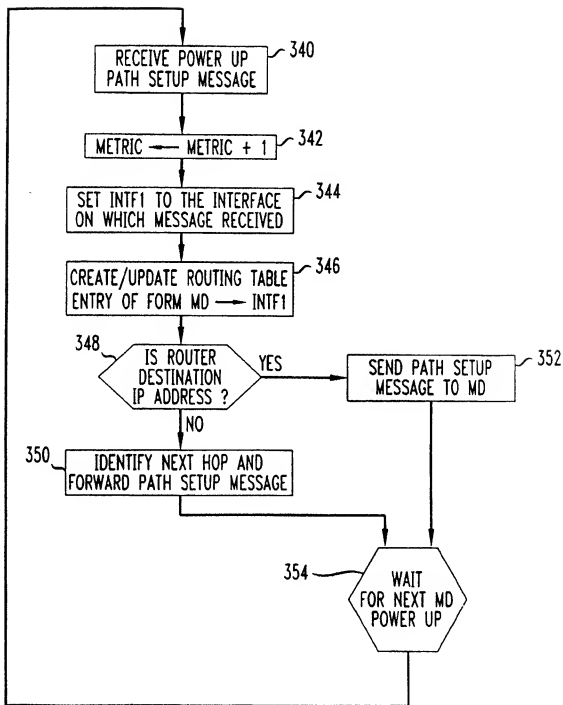 RECEIVE POWER UP
PATH SETUP MESSAGE
340
METRIC ← METRIC + 1
342
SET INTF1 TO THE INTERFACE
ON WHICH MESSAGE RECEIVED
344
CREATE/UPDATE ROUTING TABLE
ENTRY OF FORM MD → INTF1
346
348
IS ROUTER
DESTINATION
IP ADDRESS ?
YES
NO
SEND PATH SETUP
MESSAGE TO MD
352
350
IDENTIFY NEXT HOP AND
FORWARD PATH SETUP MESSAGE
354
WAIT
FOR NEXT MD
POWER UP